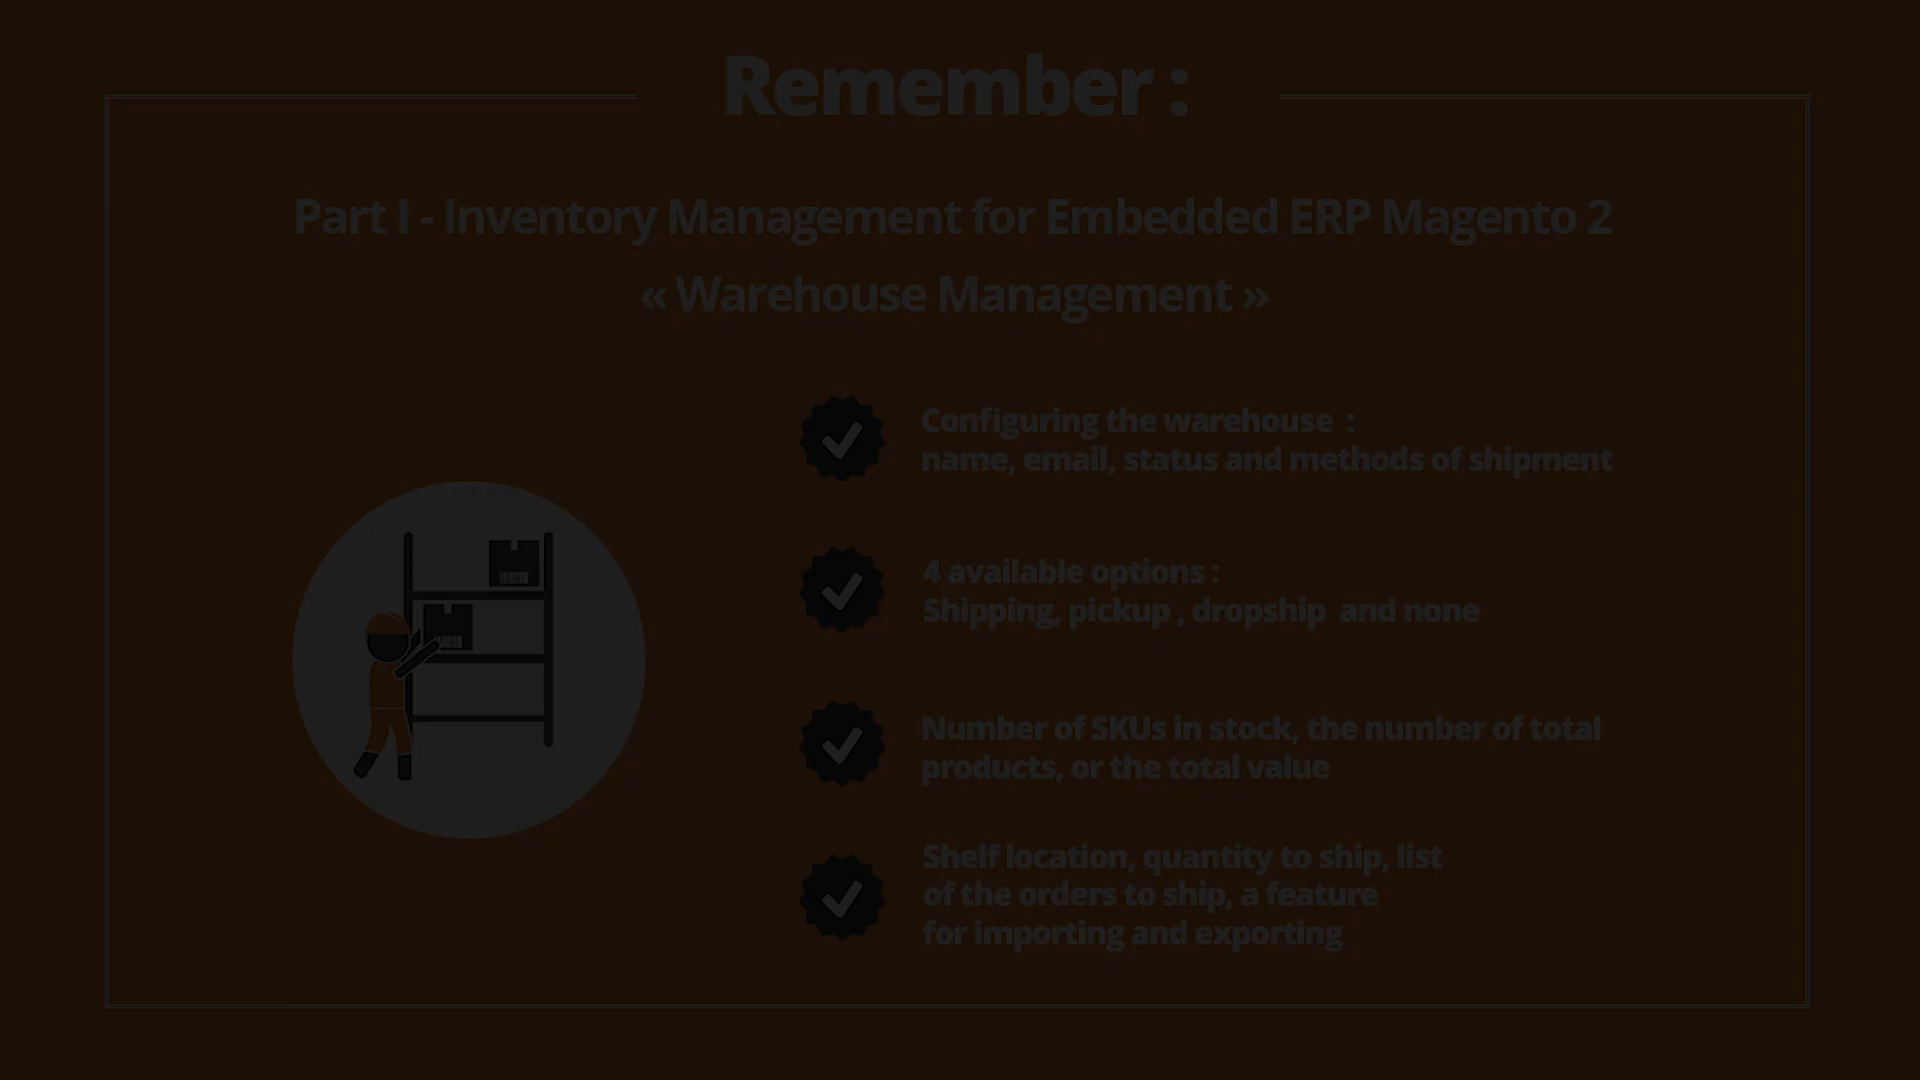 Remember :
Part I - Inventory Management for Embedded ERP Magento 2
« Warehouse Management »
Configuring the warehouse :
name, email, status and methods of shipment
4 available options :
Shipping, pickup , dropship and none
Number of SKUs in stock, the number of total
products, or the total value
Shelf location, quantity to ship, list
of the orders to ship, a feature
for importing and exporting